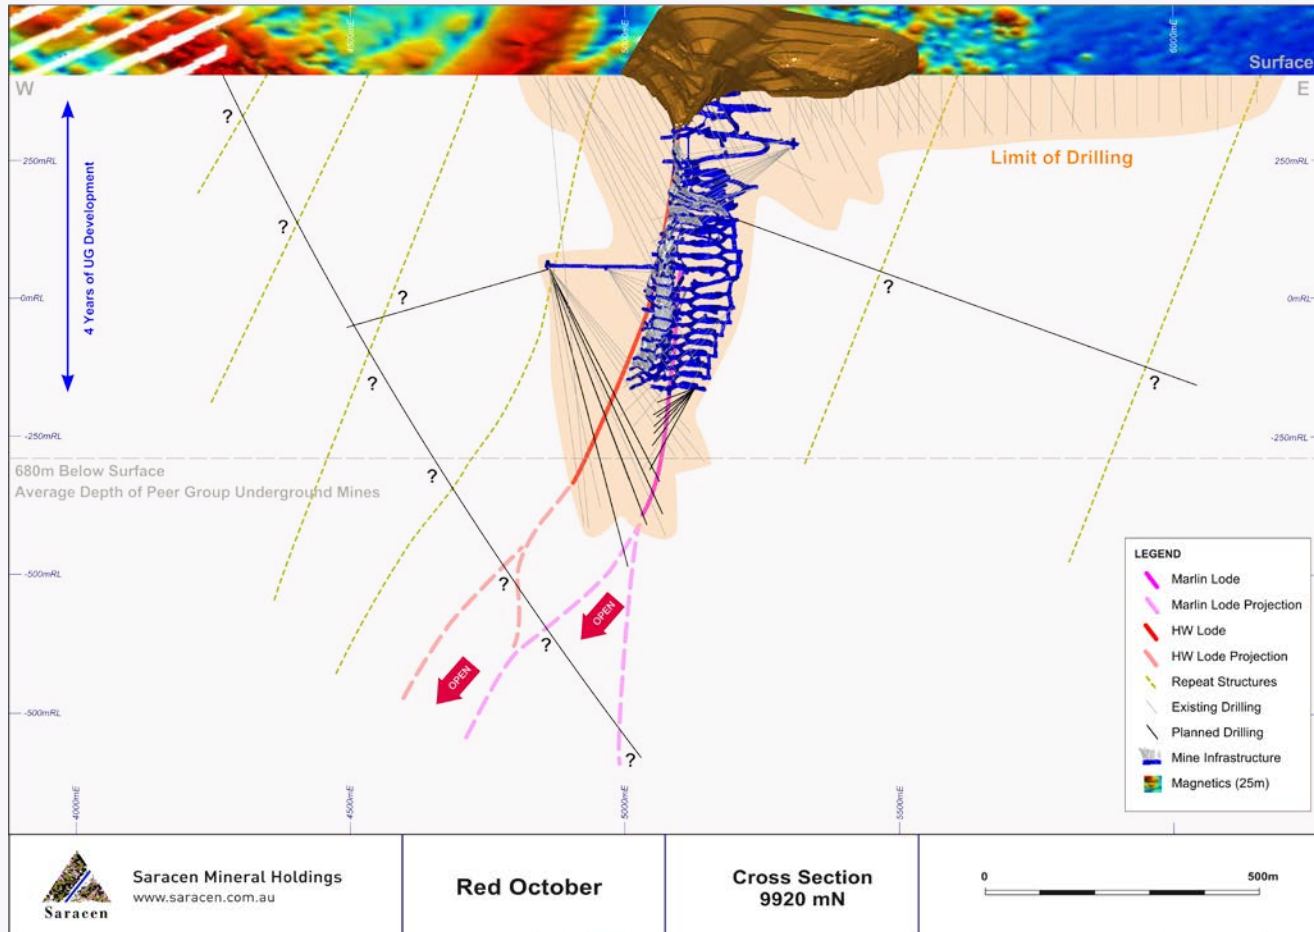 4500mE
5000mE
6000mE
Surface
W
E
?
250mRL
Limit of Drilling
250mRL
4 Years of UG Development
?
?
?
0mRL
?
0mRL
?
?
-250mRL
-250mRL
680m Below Surface
?
Average Depth of Peer Group Underground Mines
-500mRL
?
OPEN
?
OPEN
-500mRL
?
LEGEND
Marlin Lode
Marlin Lode Projection
HW Lode
HW Lode Projection
Repeat Structures
Existing Drilling
Planned Drilling
Mine Infrastructure
Magnetics (25m)
4000mE
4500mE
5000mE
5500mE
Saracen
Saracen Mineral Holdings
www.saracen.com.au
Red October
Cross Section
9920 mN
0
500m